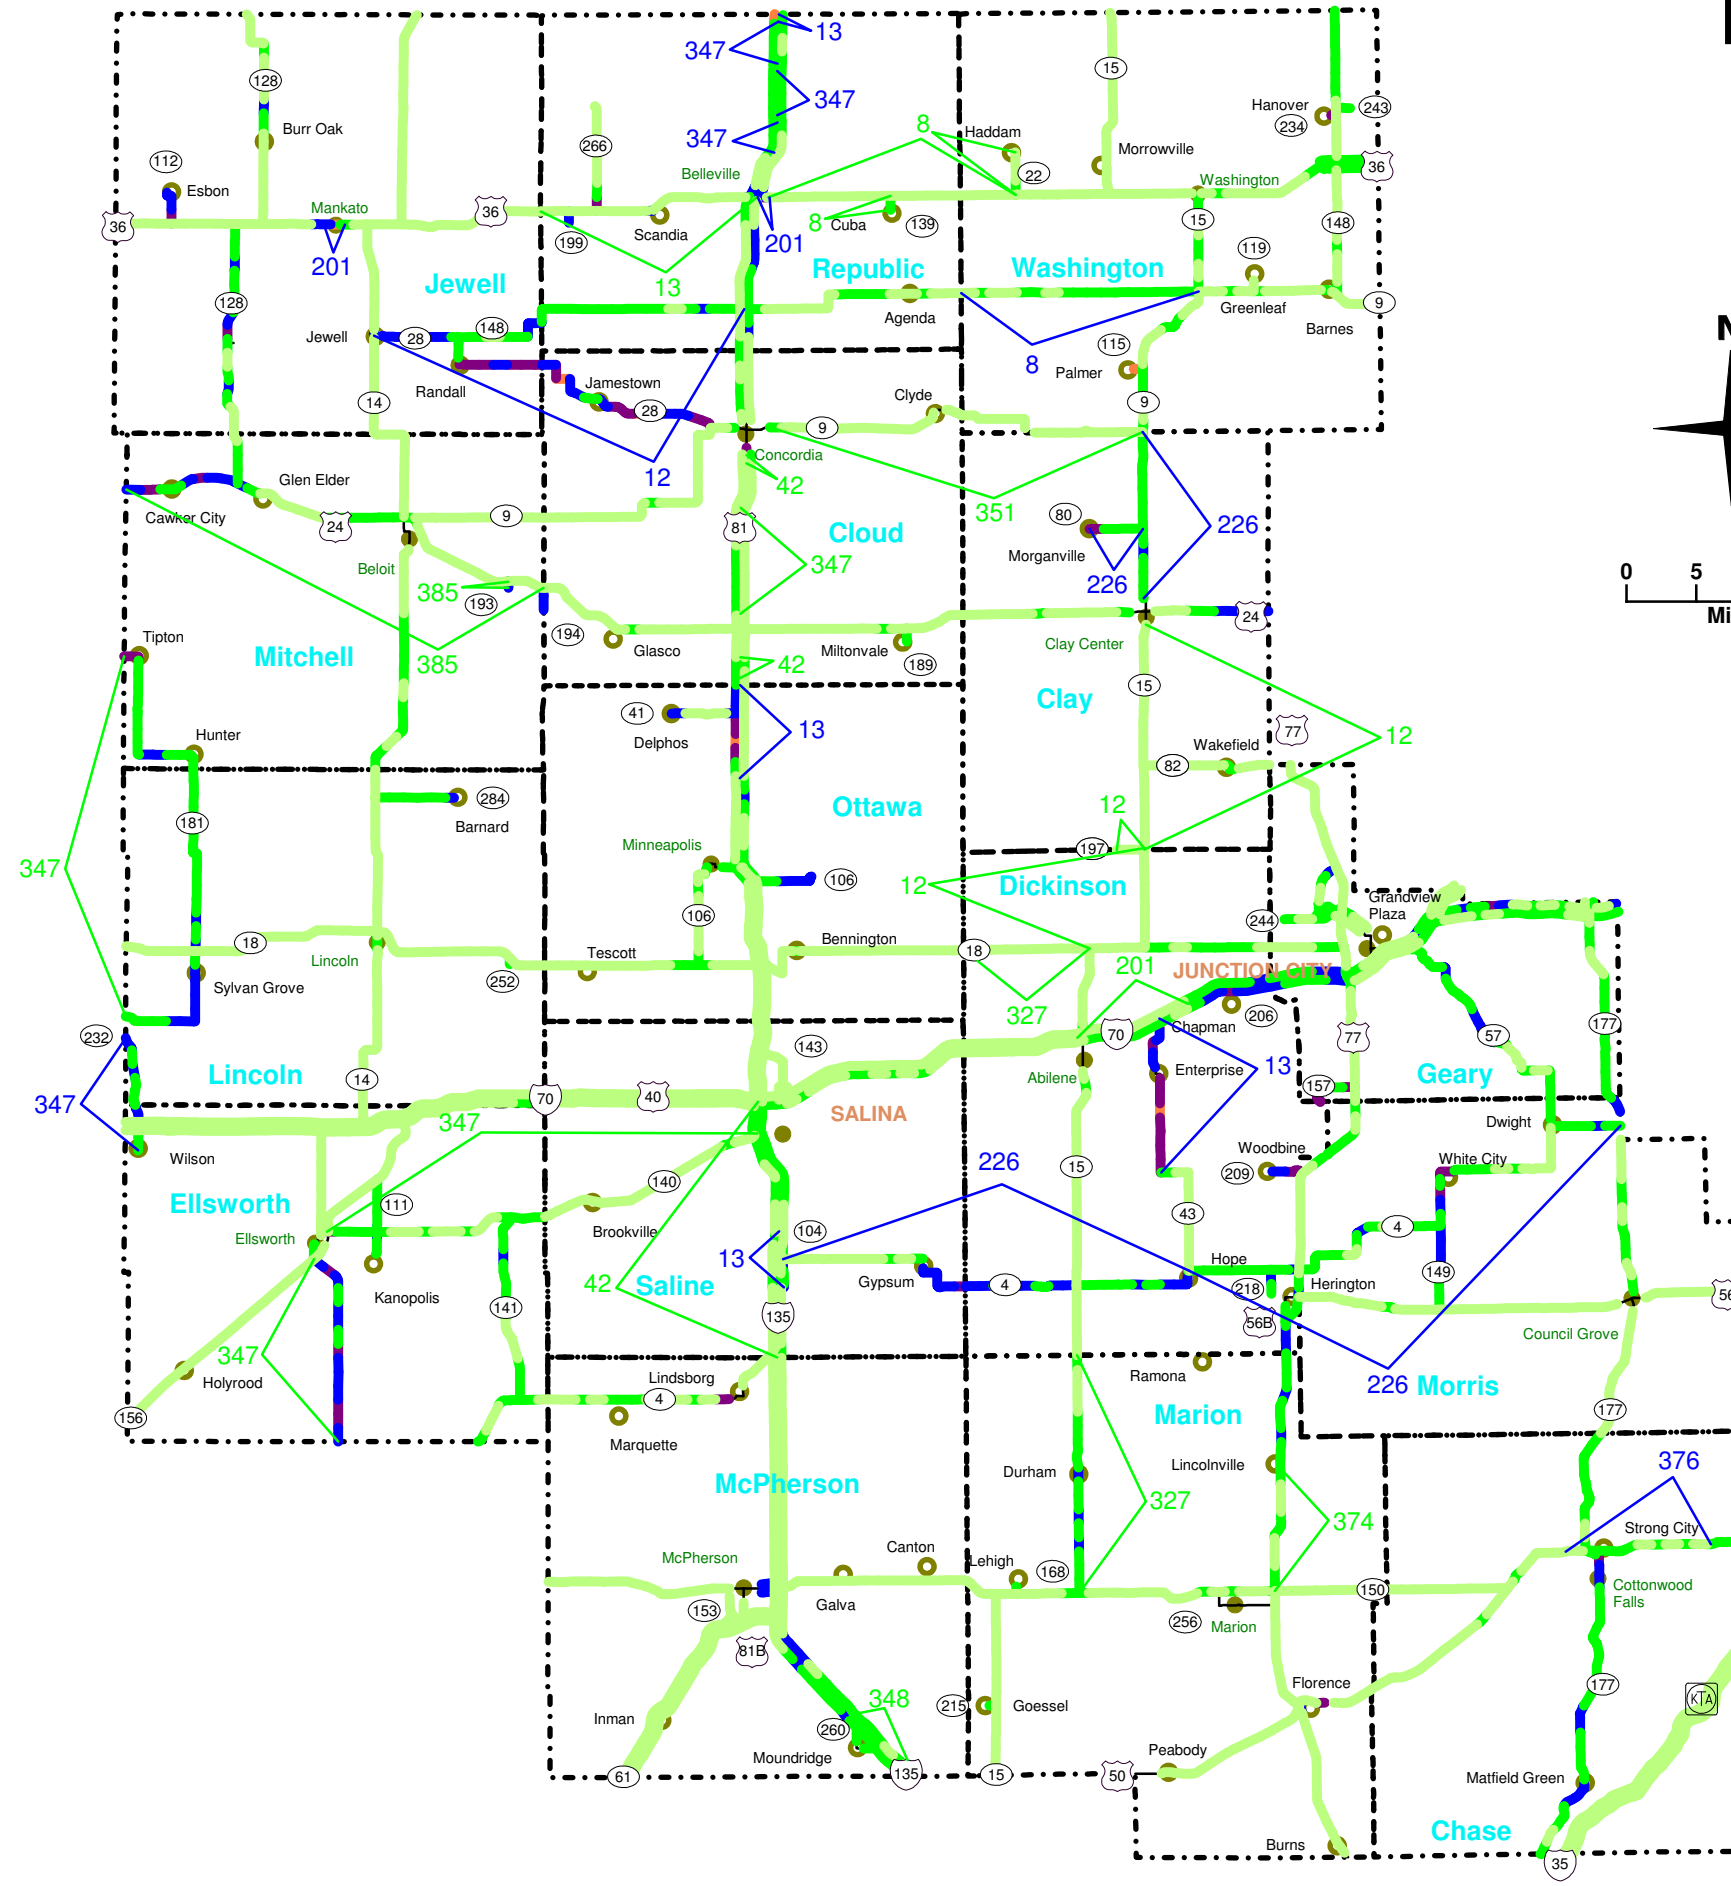 13
347
347
347
128
15
Hanover
243
234
Burr Oak
266
8
Haddam
Morrowville
36
112
Esbon
Belleville
22
Washington
Mankato
36
36
15
148
199
Scandia
8
Cuba
139
201
201
119
13
Jewell
Republic
Washington
128
9
Agenda
Greenleaf
Barnes
Jewell
28
148
115
8
Palmer
N
Randall
Jamestown
14
28
Clyde
9
9
Concordia
12
42
Glen Elder
Cawker City
24
9
351
81
Cloud
80
226
Morganville
Beloit
347
226
385
193
0
5
Mi
194
24
Tipton
Glasco
Miltonvale
189
Clay Center
Mitchell
385
42
15
Clay
41
Delphos
13
77
12
Hunter
Wakefield
82
284
Barnard
181
Ottawa
12
Minneapolis
197
347
106
12
Dickinson
Grandview
Plaza
106
244
18
Lincoln
Bennington
Tescott
18
201
JUNCTION CITY
252
Sylvan Grove
327
206
232
70
Chapman
177
143
77
57
Abilene
Enterprise
13
Lincoln
14
Geary
157
347
70
40
SALINA
347
Dwight
Wilson
Woodbine
226
15
209
White City
140
Ellsworth
111
43
Brookville
104
4
Ellsworth
13
Hope
Gypsum
4
149
42
Saline
218
Herington
Kanopolis
141
56
135
56B
Council Grove
347
Holyrood
Lindsborg
Ramona
226
Morris
4
156
Marion
177
Marquette
Durham
Lincolnville
376
McPherson
327
374
Strong City
McPherson
Canton
Lehigh
168
Cottonwood
Falls
Galva
150
153
256
Marion
81B
Florence
177
348
215
Goessel
KTA
Inman
260
Moundridge
Peabody
61
135
15
50
Matfield Green
Chase
Burns
35